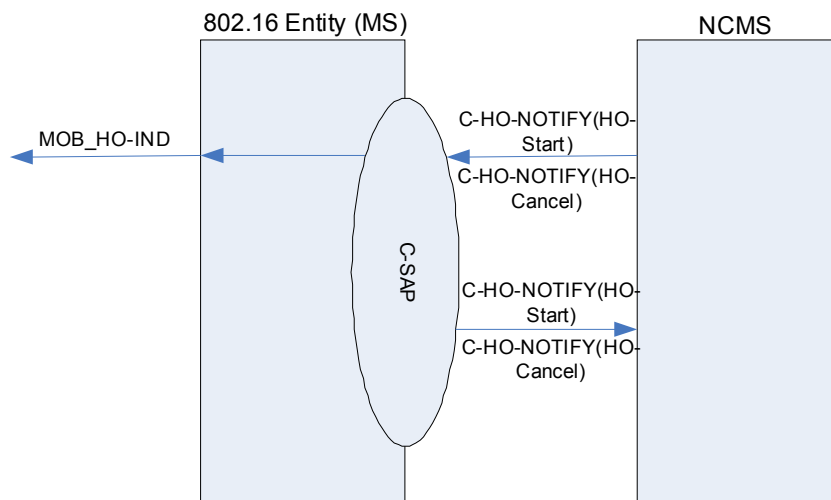 802.16 Entity (MS)
NCMS
MOB_HO-IND
C-HO-NOTIFY(HO-
Start)
C-HO-NOTIFY(HO-
Cancel)
C-SAP
C-HO-NOTIFY(HO-
Start)
C-HO-NOTIFY(HO-
Cancel)